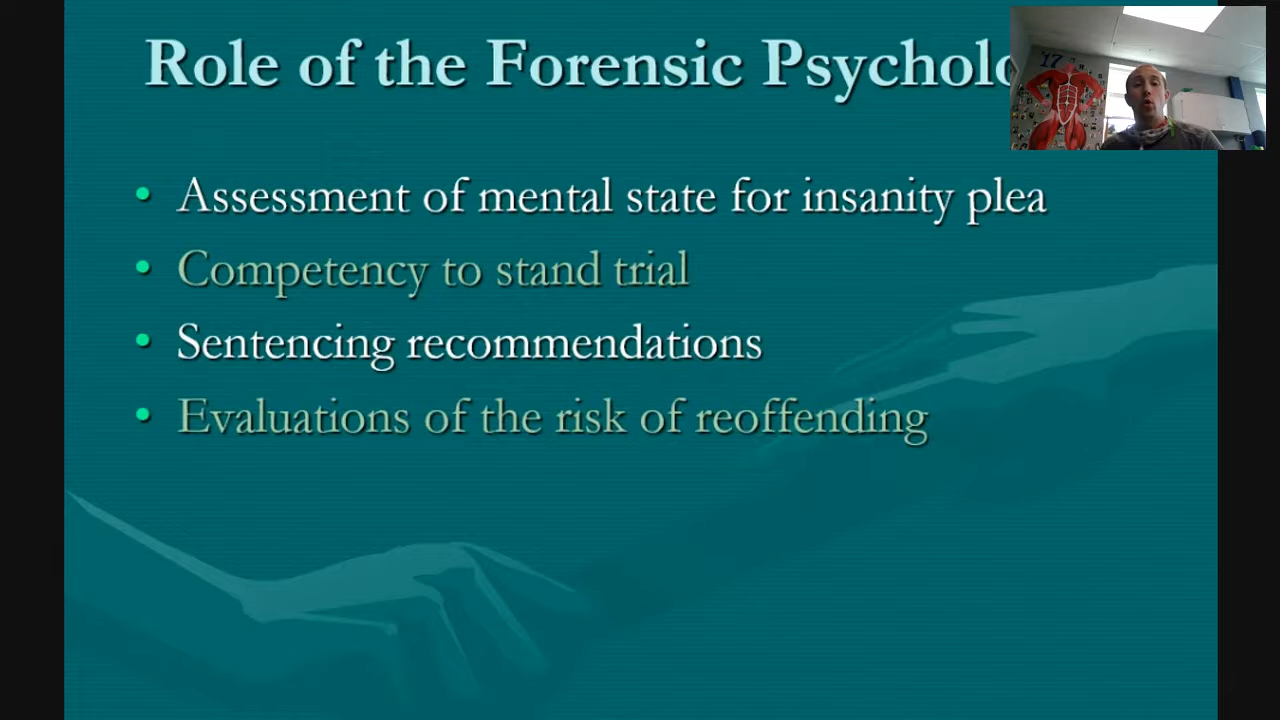 Role of the Forensic
• Assessment of mental state for insanity plea
• Competency to stand trial
• Sentencing recommendations
• Evaluations of the risk of reoffending
17